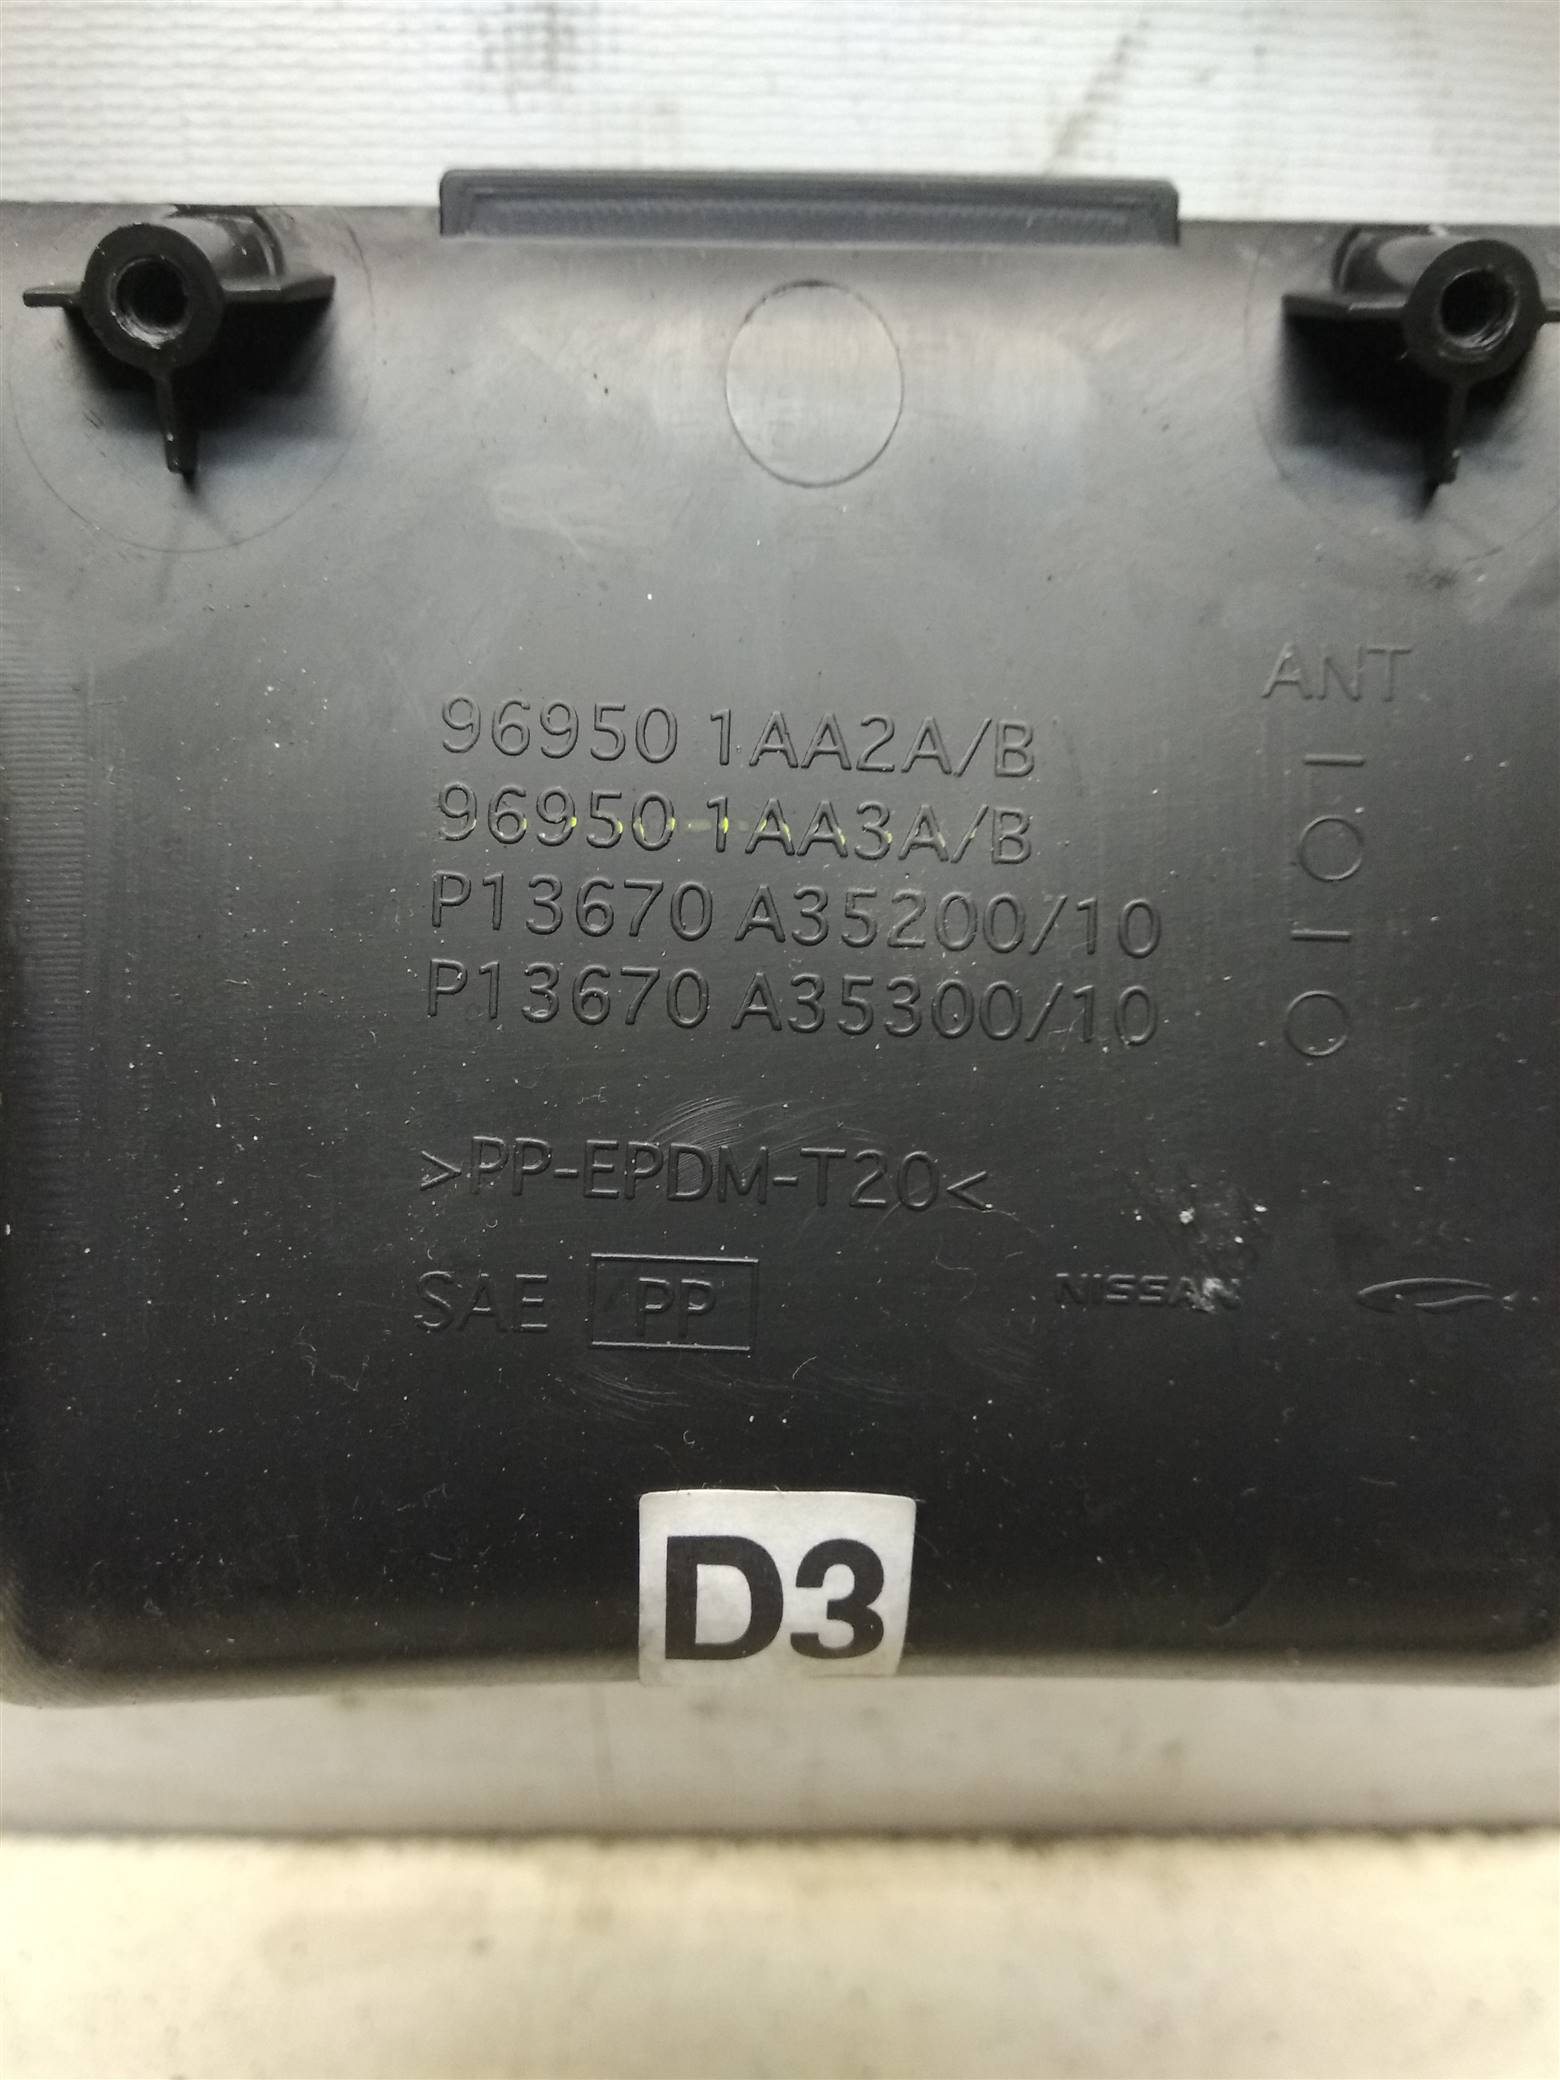 96950 1AA2A/B
96950 1AA3A/B
P13670 A35200/10
P13670 A35300/10
>PP-EPDM-T20<
SAE PP
ANT
NISSAN
D3